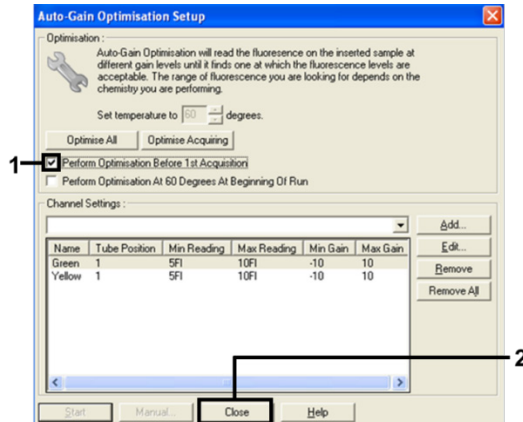 Auto-Gain Optimisation Setup
Optimisation :
Auto-Gain Optimisation will read the fluoresence on the inserted sample at
different gain levels until it finds one at which the fluorescence levels are
acceptable. The range of fluorescence you are looking for depends on the
chemistry you are performing.
Set temperature to 60 degrees.
Optimise All Optimise Acquiring
1 Perform Optimisation Before 1st Acquisition
Perform Optimisation At 60 Degrees At Beginning Of Run
Channel Settings :
Add...
Name Tube Position Min Reading Max Reading Min Gain Max Gain Edit...
Green 1 5Fl 10Fl -10 10
Yellow 1 5Fl 10Fl -10 10 Remove
Remove All
2
Start Manual... Close Help